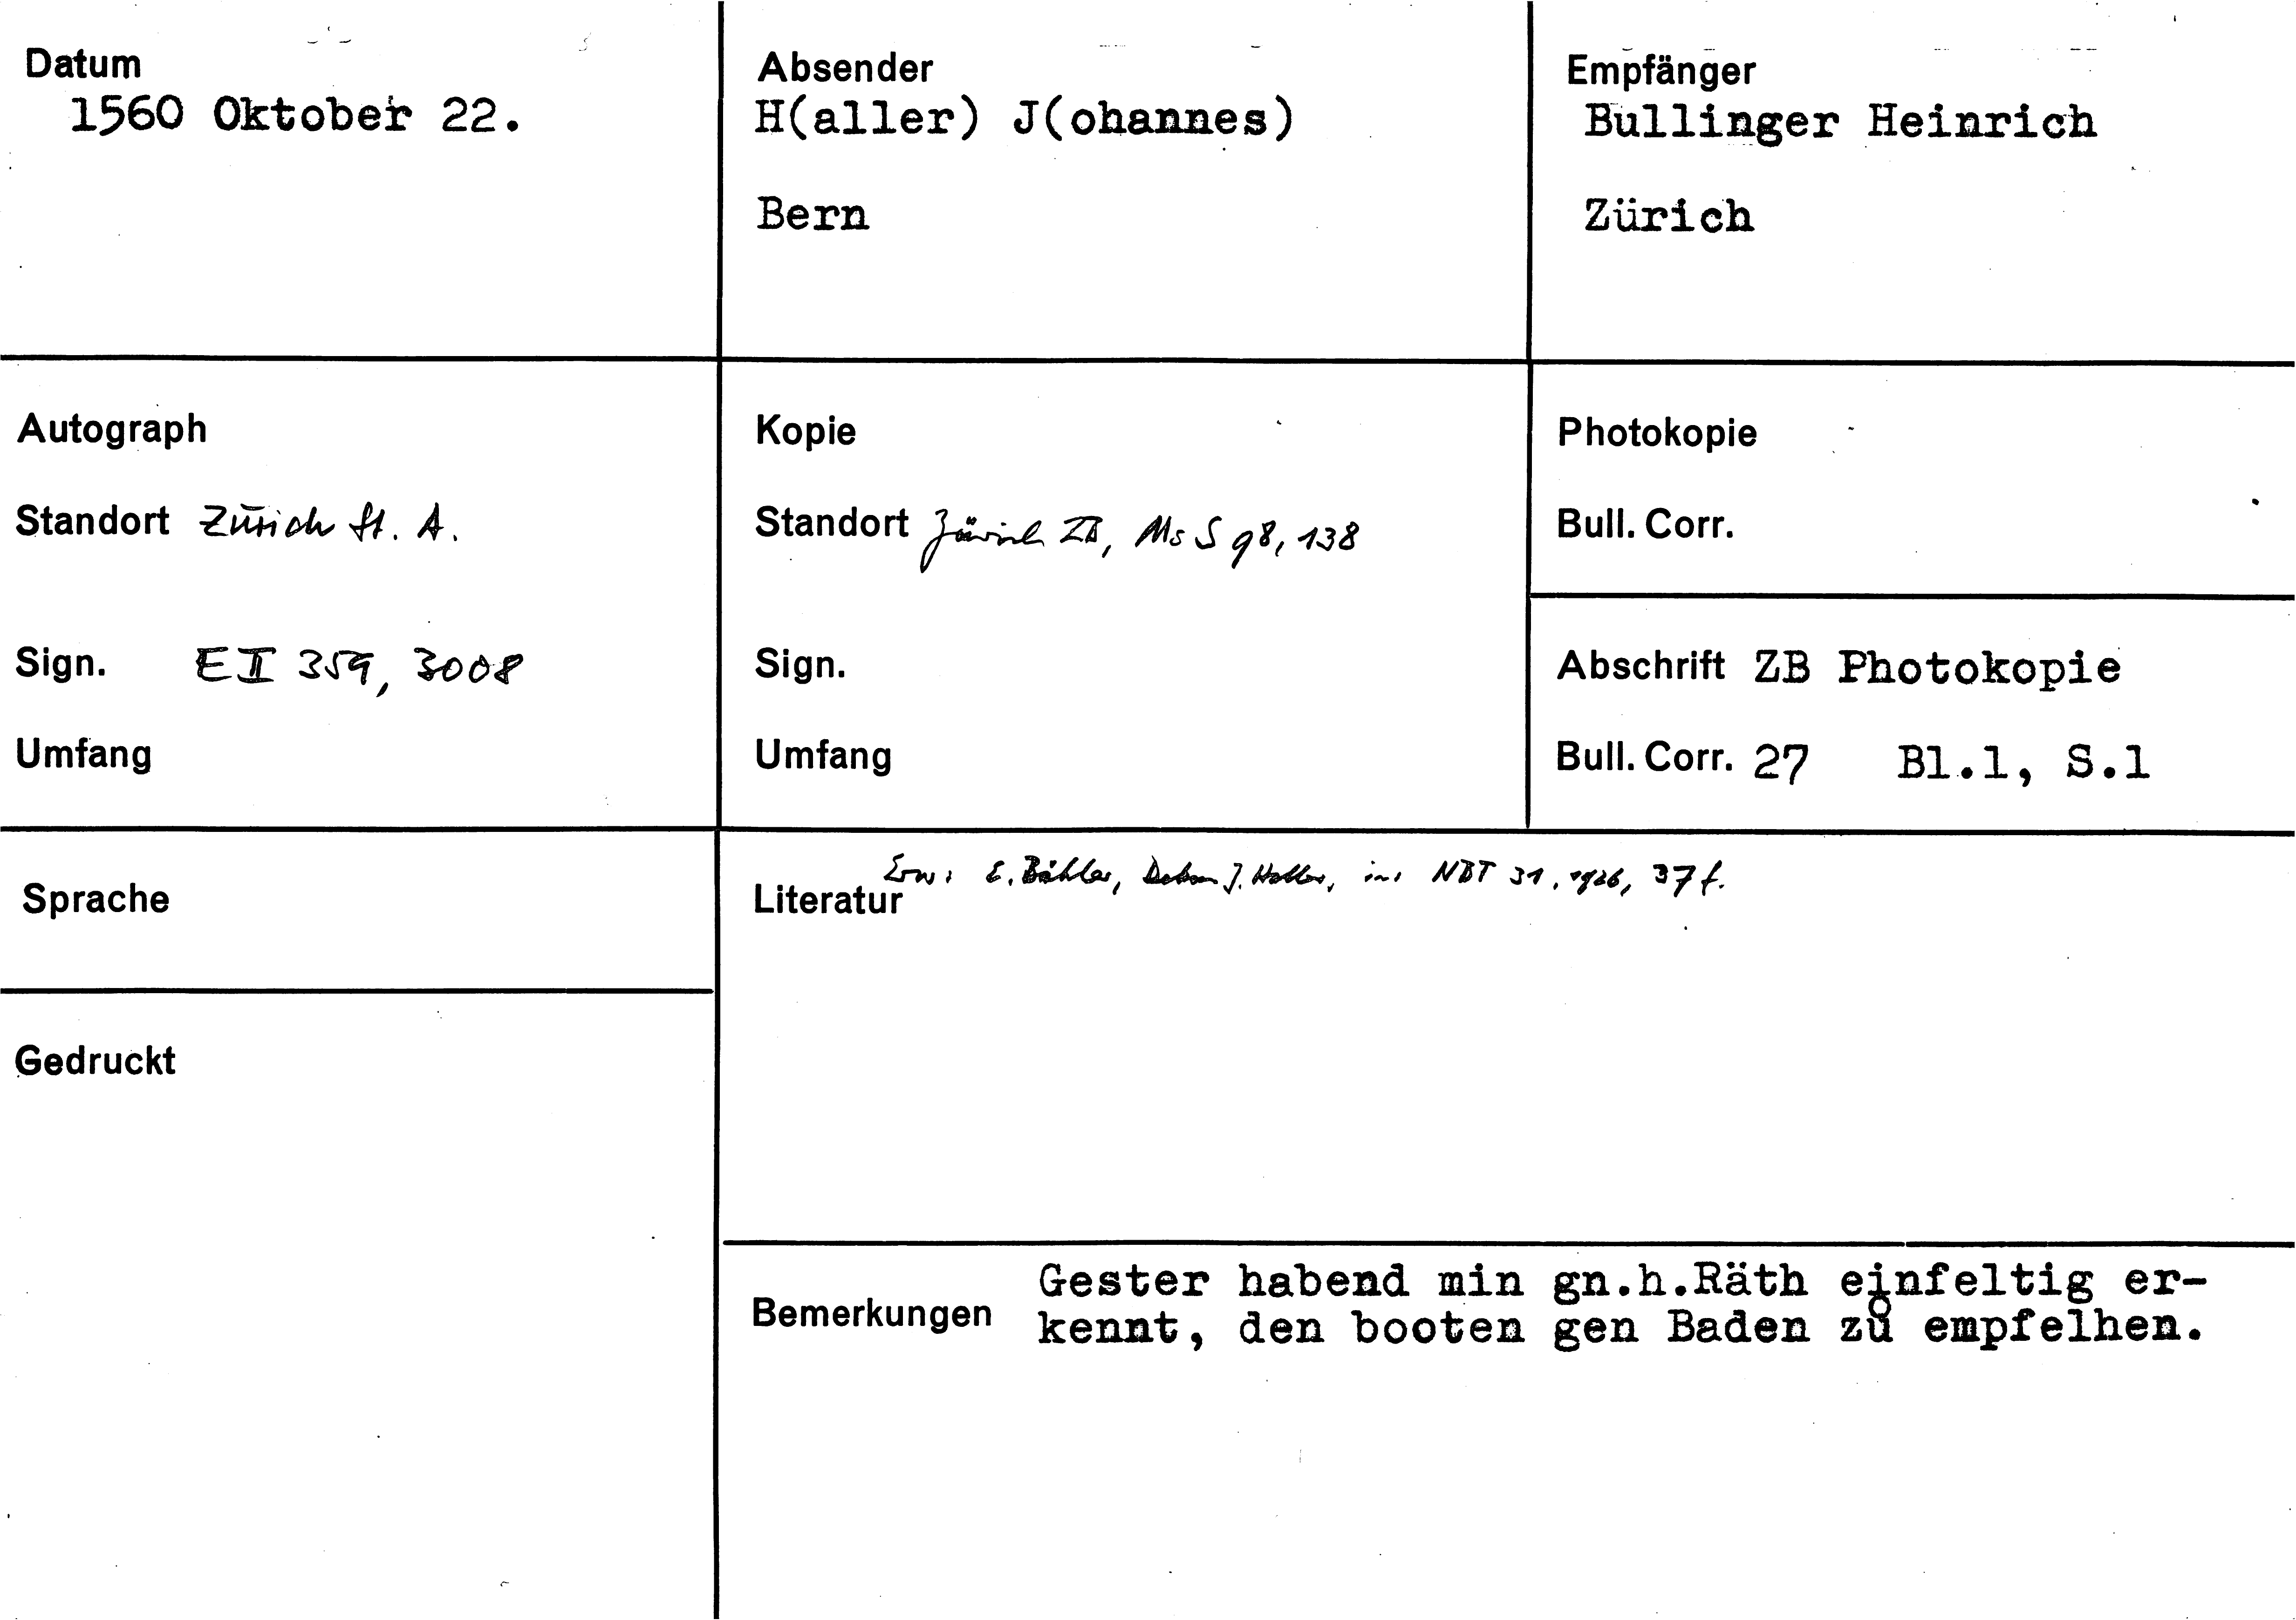 Datum
1560 Oktober 22.
Absender
H(aller) J(ohannes)
Bern
Empfänger
Bullinger Heinrich
Zürich
Autograph
Standort Zürich St. A.
Sign. E II 359, 3008
Umfang
Kopie
Standort Zürich ZB, Ms S 98, 138
Sign.
Umfang
Photokopie
Bull. Corr.
Abschrift ZB Photokopie
Bull. Corr. 27 Bl.1, S.1
Sprache
Gedruckt
Literatur Erw: E. Bähler, Dekan J. Haller, in: NBT 31, 1926, 37 f.
Bemerkungen
Gester habend min gn.h.Räth einfeltig er-
kennt, den booten gen Baden zů empfelhen.